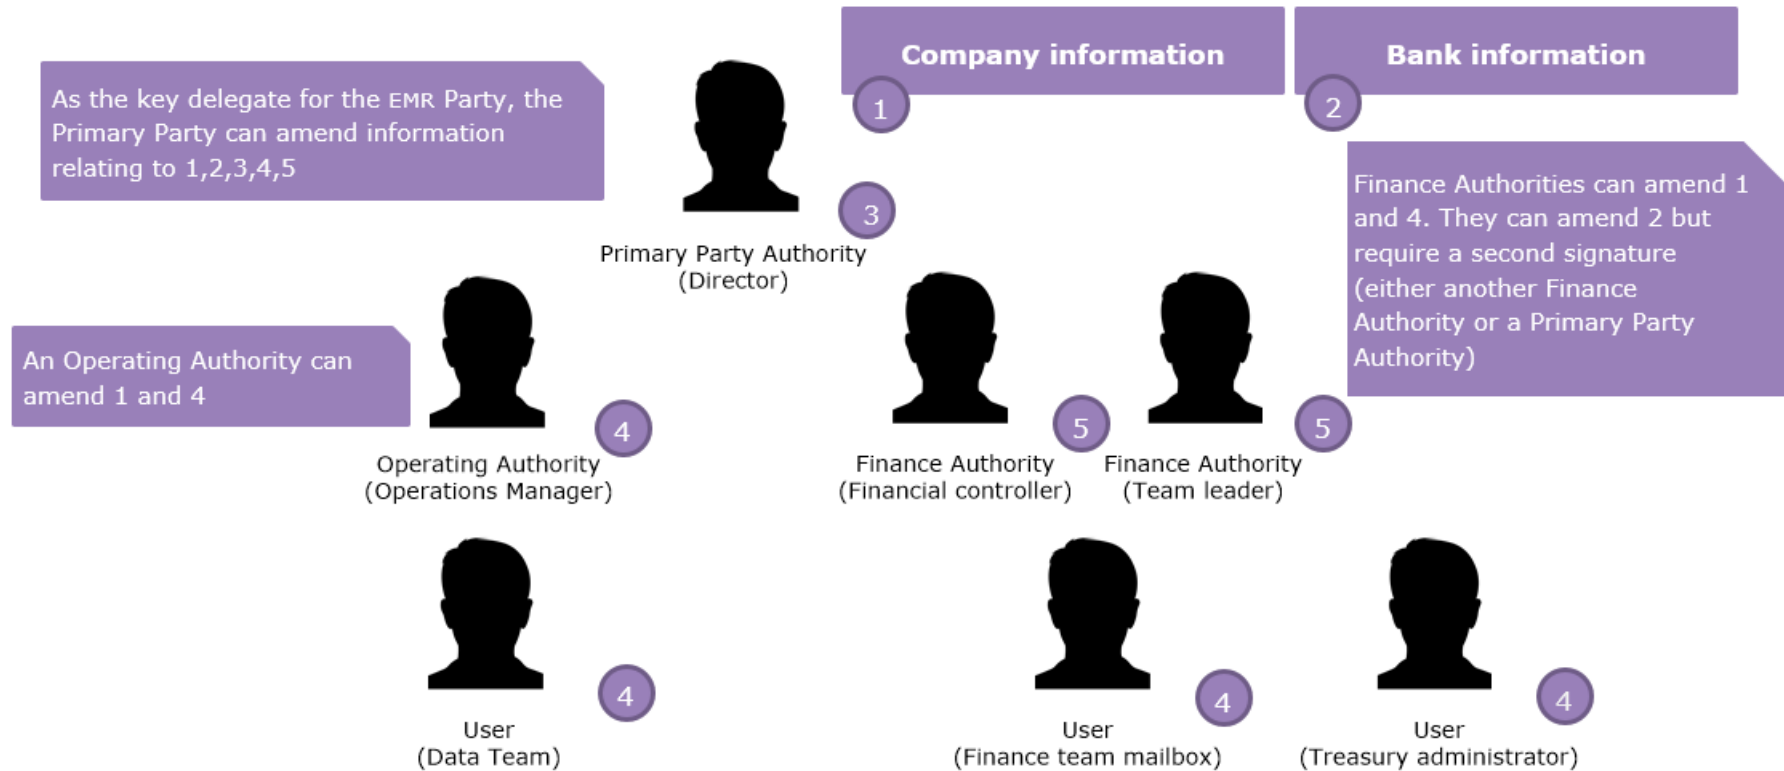 Company information
Bank information
1
2
As the key delegate for the EMR Party, the
Primary Party can amend information
relating to 1,2,3,4,5
3
Primary Party Authority
(Director)
Finance Authorities can amend 1
and 4. They can amend 2 but
require a second signature
(either another Finance
Authority or a Primary Party
Authority)
An Operating Authority can
amend 1 and 4
4
Operating Authority
(Operations Manager)
5
Finance Authority
(Financial controller)
5
Finance Authority
(Team leader)
4
User
(Data Team)
4
User
(Finance team mailbox)
4
User
(Treasury administrator)